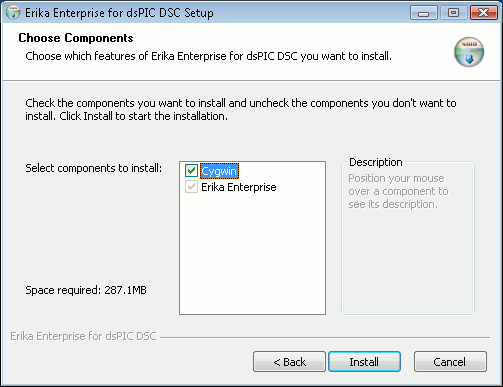 Erika Enterprise for dsPIC DSC Setup
Choose Components
Choose which features of Erika Enterprise for dsPIC DSC you want to install.
Check the components you want to install and uncheck the components you don't want to
install. Click Install to start the installation.
Select components to install:
Cygwin
Erika Enterprise
Description
Position your mouse
over a component to
see its description.
Space required: 287.1MB
Erika Enterprise for dsPIC DSC
< Back
Install
Cancel